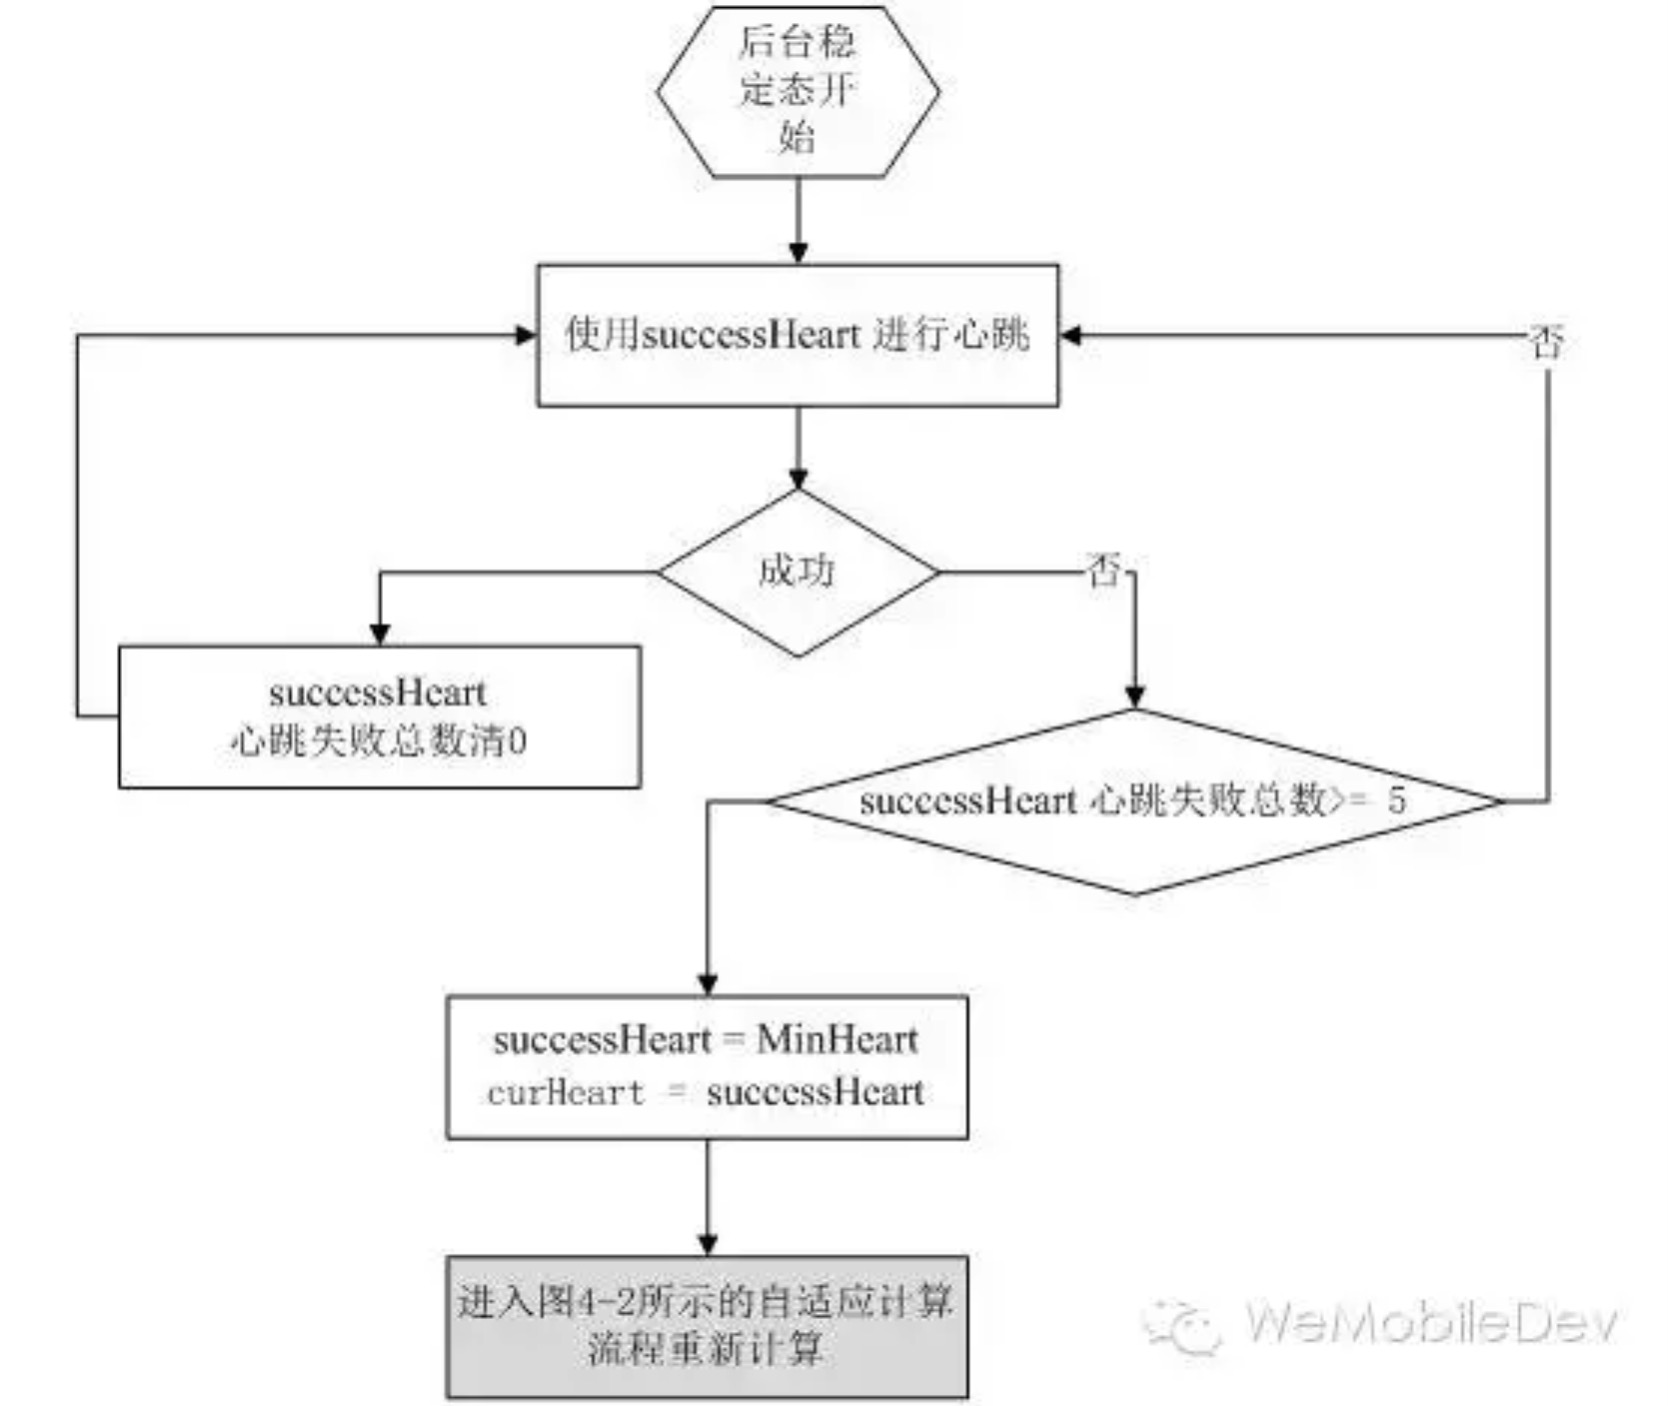 后台稳
定态开
始
使用successHeart 进行心跳
否
成功
否
successHeart
心跳失败总数清0
successHeart 心跳失败总数>= 5
successHeart = MinHeart
curHeart = successHeart
进入图4-2所示的自适应计算
流程重新计算
WeMobileDev